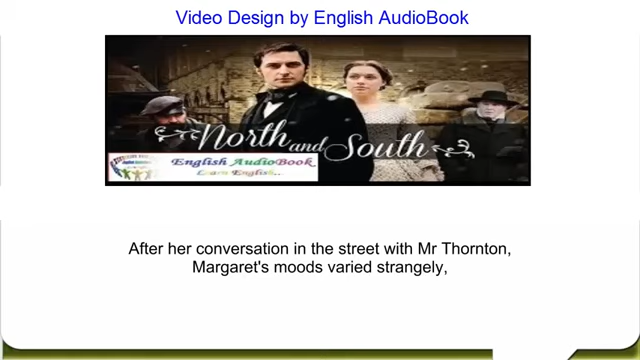 Video Design by English AudioBook
North and South
English AudioBook
Learn English...
After her conversation in the street with Mr Thornton,
Margaret's moods varied strangely,